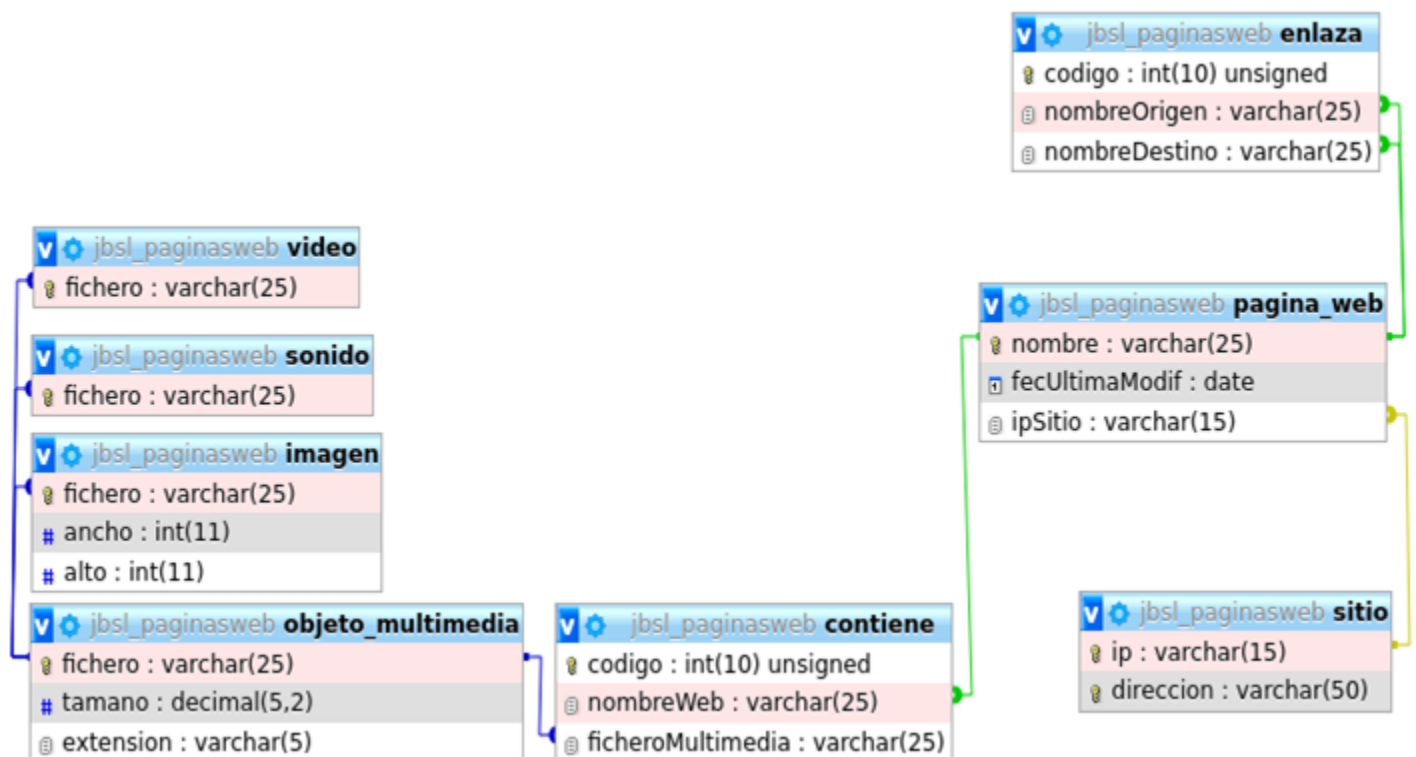 v jbsl_paginasweb enlaza
codigo : int(10) unsigned
nombreOrigen : varchar(25)
nombreDestino : varchar(25)
v jbsl_paginasweb video
fichero : varchar(25)
v jbsl_paginasweb sonido
fichero : varchar(25)
v jbsl_paginasweb imagen
fichero : varchar(25)
# ancho : int(11)
# alto : int(11)
v jbsl_paginasweb pagina_web
nombre : varchar(25)
fecUltimaModif : date
ipSitio : varchar(15)
v jbsl_paginasweb objeto_multimedia
fichero : varchar(25)
# tamano : decimal(5,2)
extension : varchar(5)
v jbsl_paginasweb contiene
codigo : int(10) unsigned
nombreWeb : varchar(25)
ficheroMultimedia : varchar(25)
v jbsl_paginasweb sitio
ip : varchar(15)
direccion : varchar(50)